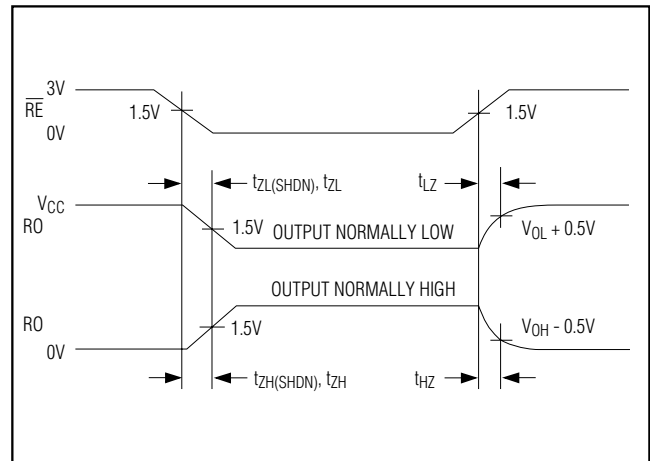 3V
RE
1.5V
1.5V
0V
tZL(SHDN), tZL
tLZ
VCC
RO
1.5V
OUTPUT NORMALLY LOW
VOL + 0.5V
OUTPUT NORMALLY HIGH
RO
1.5V
VOH - 0.5V
0V
tZH(SHDN), tZH
tHZ